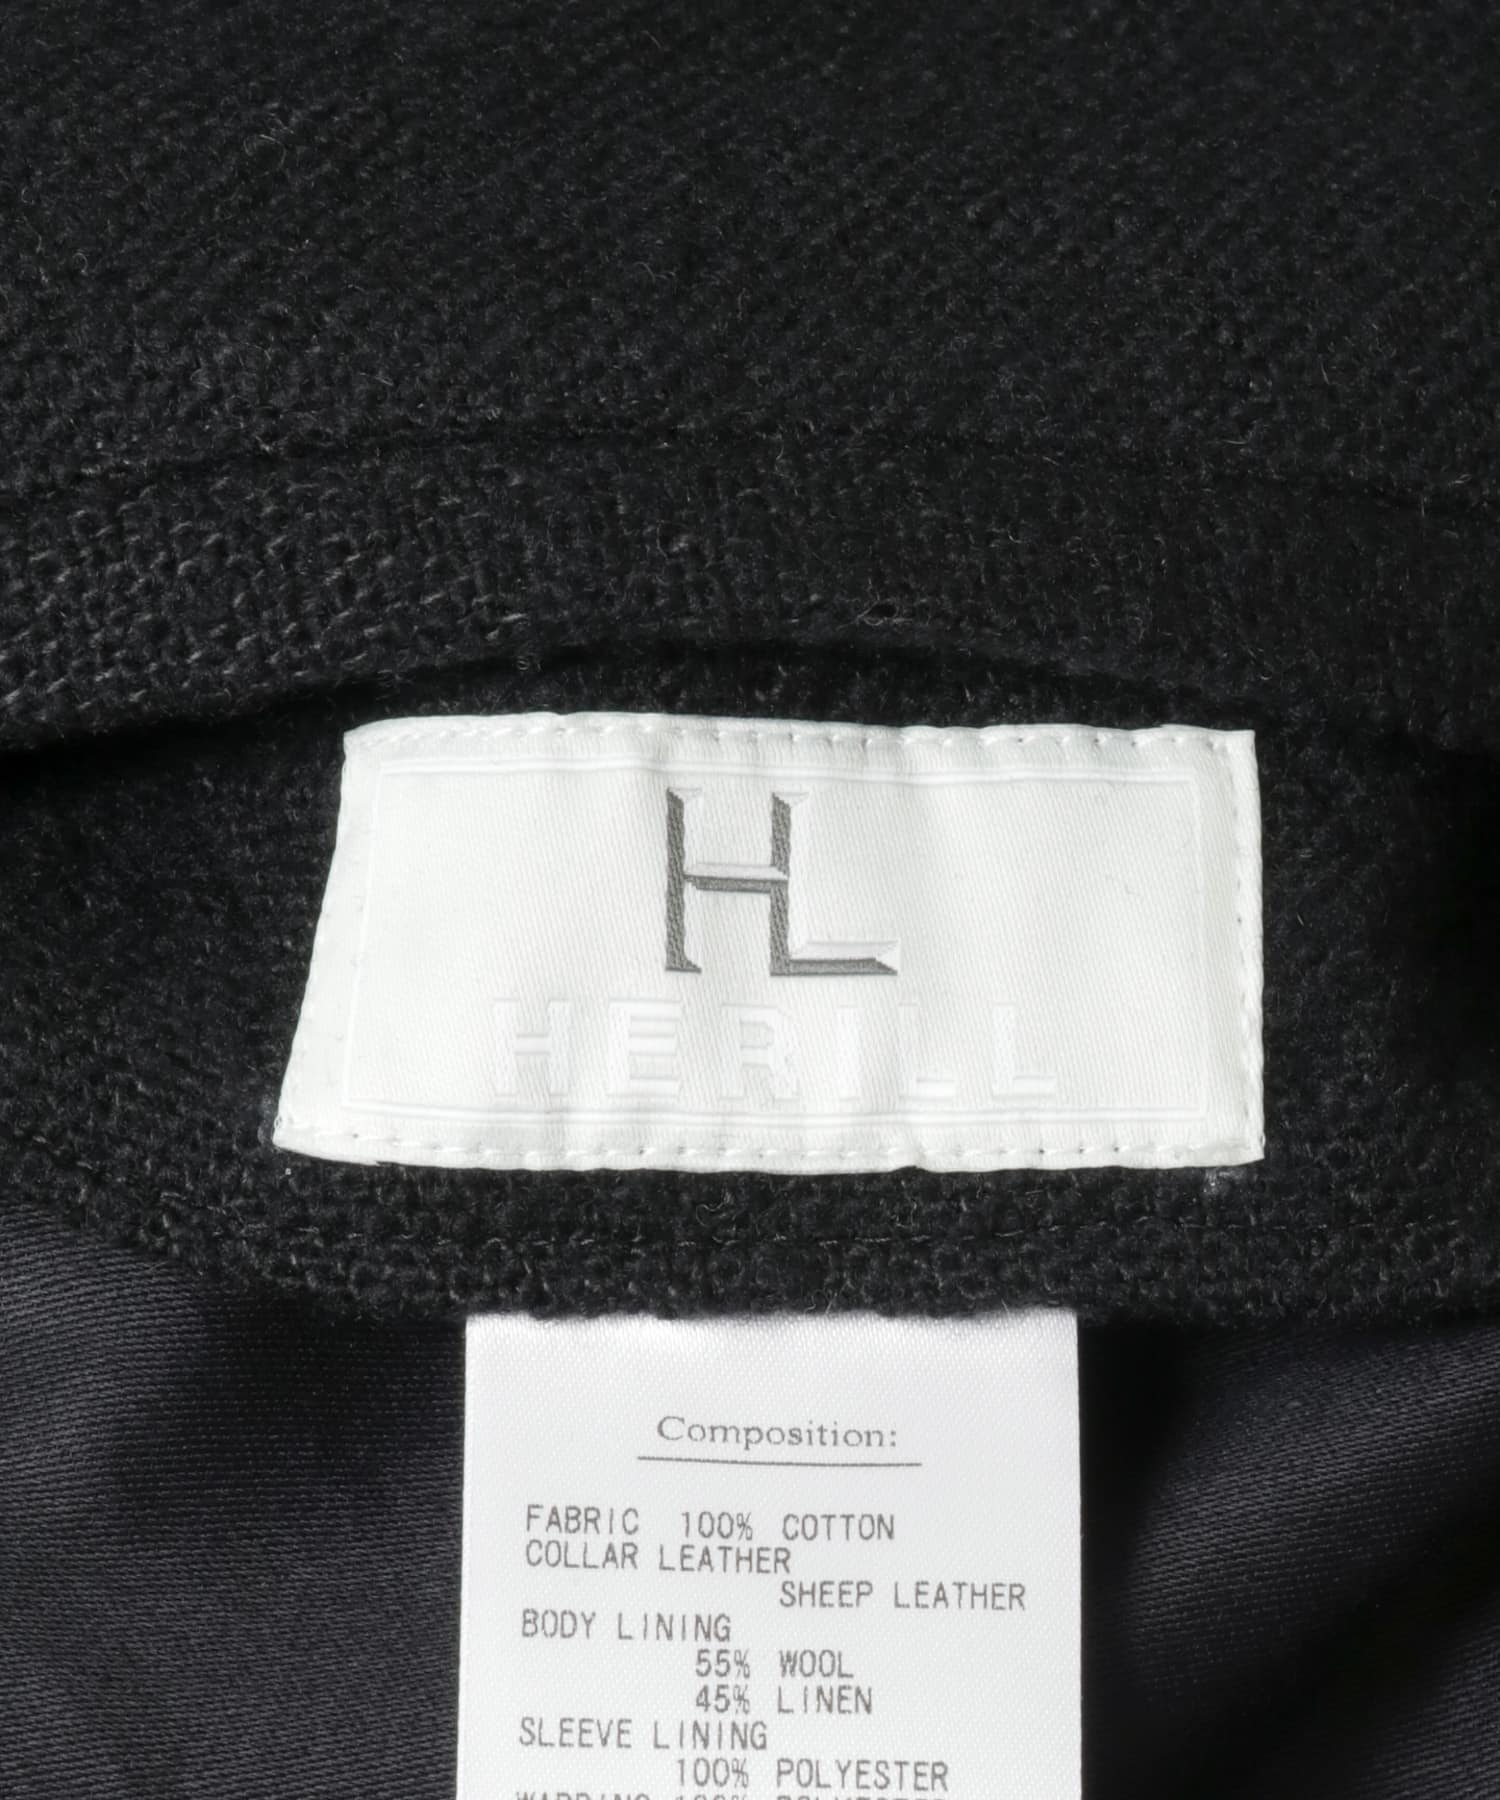 HL
HERILL
Composition:
FABRIC 100% COTTON
COLLAR LEATHER
SHEEP LEATHER
BODY LINING
55% WOOL
45% LINEN
SLEEVE LINING
100% POLYESTER